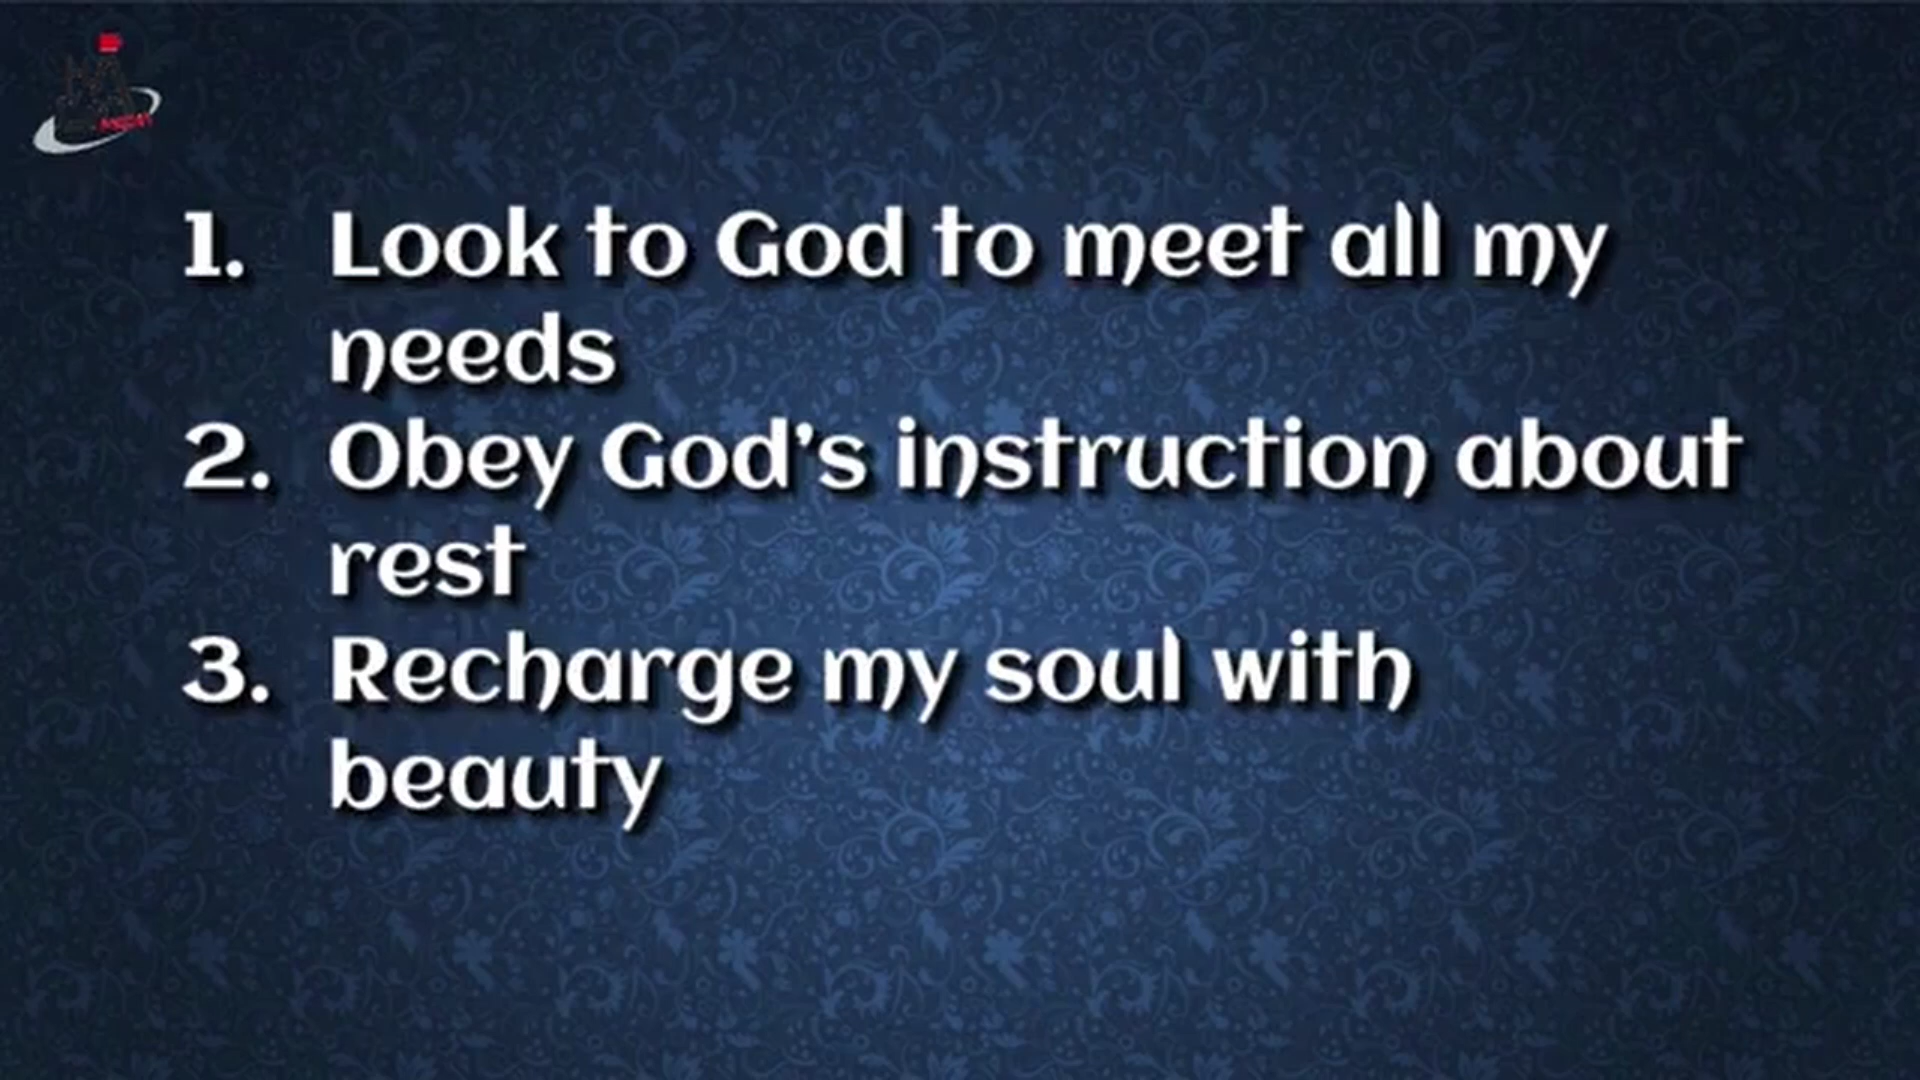 1. Look to God to meet all my
needs
2. Obey God's instruction about
rest
3. Recharge my soul with
beauty